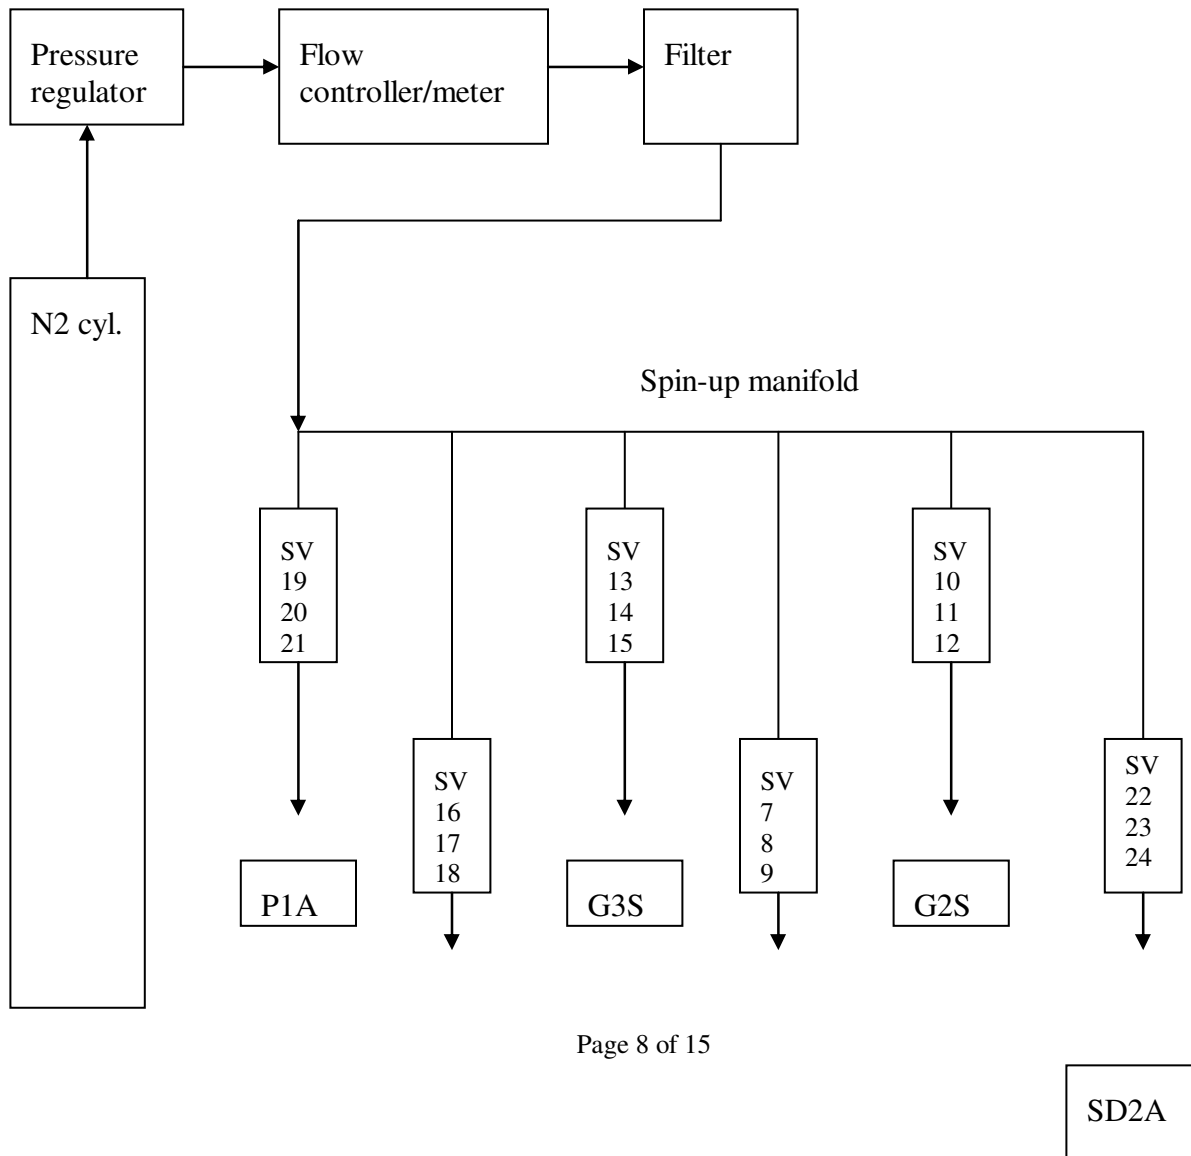 Pressure
regulator
Flow
controller/meter
Filter
N2 cyl.
Spin-up manifold
SV
19
20
21
SV
13
14
15
SV
10
11
12
SV
16
17
18
SV
7
8
9
SV
22
23
24
P1A
G3S
G2S
Page 8 of 15
SD2A